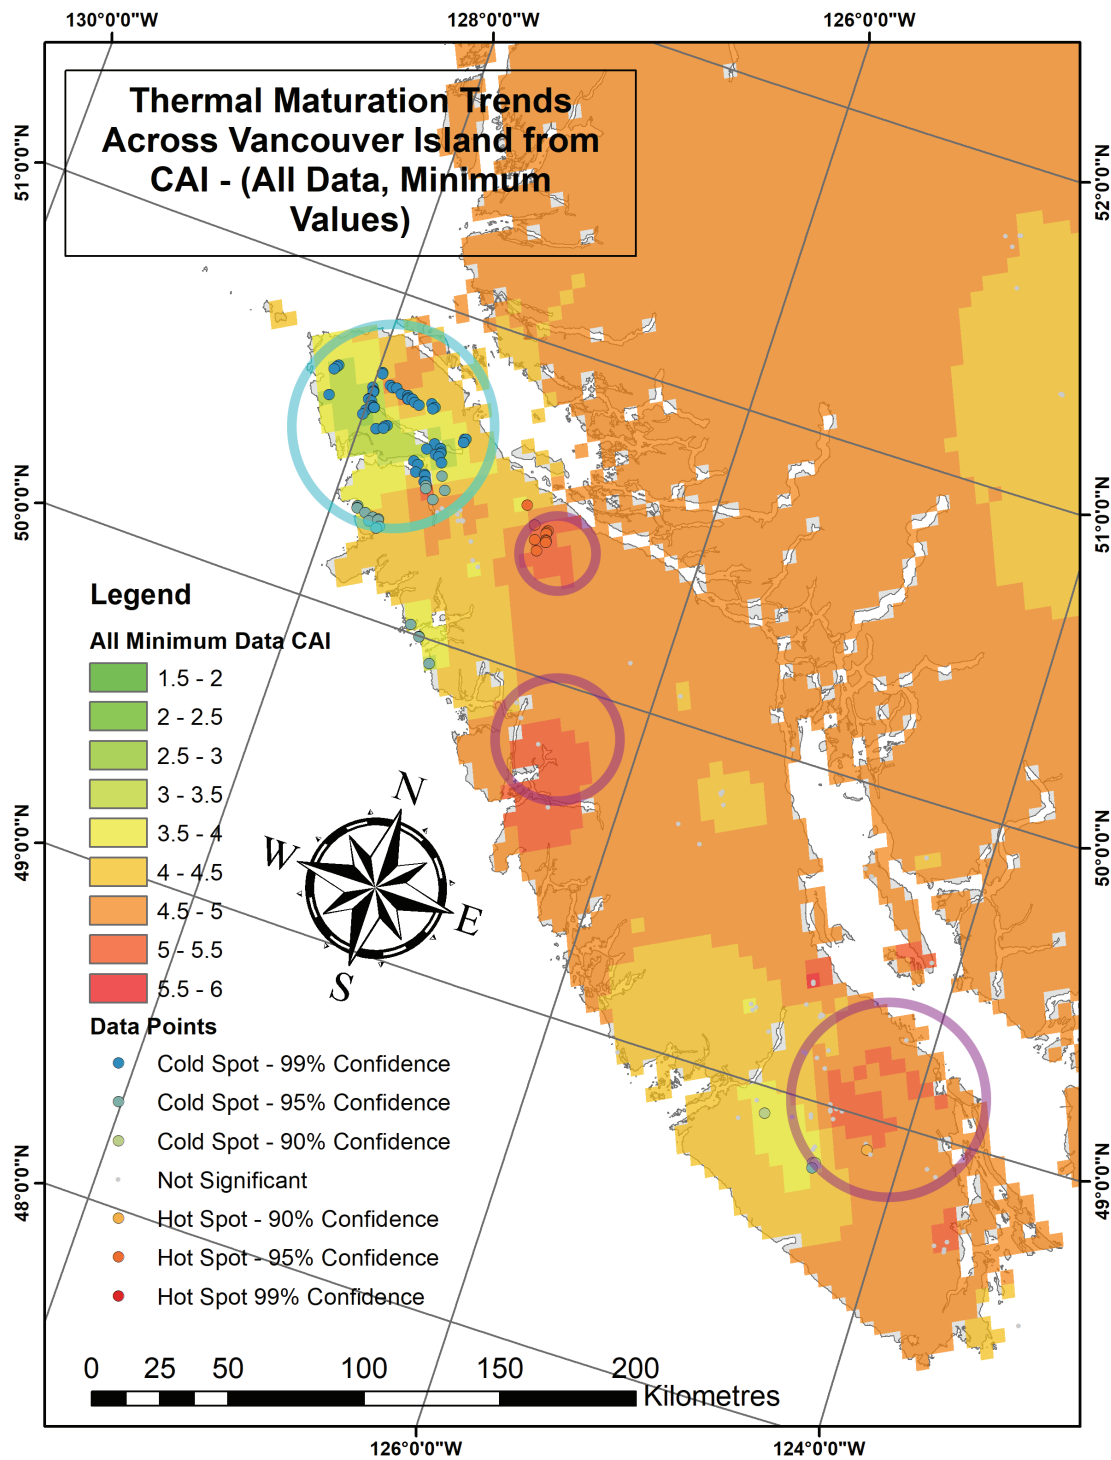 130°0'0"W
128°0'0"W
126°0'0"W
Thermal Maturation Trends
Across Vancouver Island from
CAI - (All Data, Minimum
Values)
51°0'0"N
52°0'0"N
50°0'0"N
51°0'0"N
Legend
All Minimum Data CAI
1.5 - 2
2 - 2.5
2.5 - 3
3 - 3.5
3.5 - 4
4 - 4.5
4.5 - 5
5 - 5.5
5.5 - 6
N
W
E
S
49°0'0"N
50°0'0"N
Data Points
Cold Spot - 99% Confidence
Cold Spot - 95% Confidence
Cold Spot - 90% Confidence
Not Significant
Hot Spot - 90% Confidence
Hot Spot - 95% Confidence
Hot Spot 99% Confidence
48°0'0"N
49°0'0"N
0 25 50 100 150 200
Kilometres
126°0'0"W
124°0'0"W